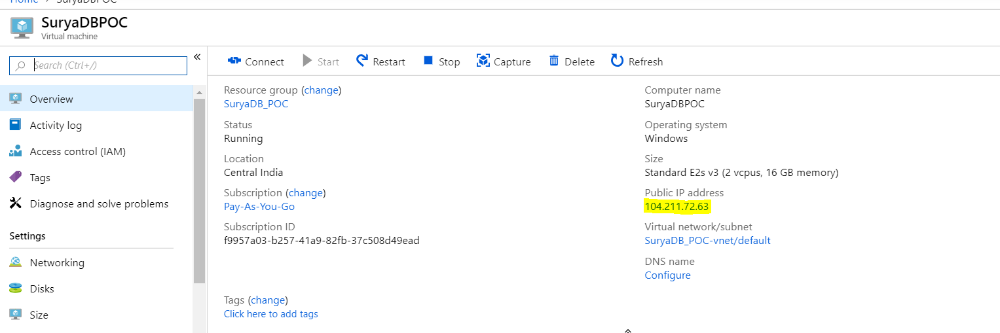 Home > SuryaDBPOC
SuryaDBPOC
Virtual machine
Search (Ctrl+/)
«
Overview
Activity log
Access control (IAM)
Tags
Diagnose and solve problems
Settings
Networking
Disks
Size
Connect Start Restart Stop Capture Delete Refresh
Resource group (change)
SuryaDB_POC
Status
Running
Location
Central India
Subscription (change)
Pay-As-You-Go
Subscription ID
f9957a03-b257-41a9-82fb-37c508d49ead
Computer name
SuryaDBPOC
Operating system
Windows
Size
Standard E2s v3 (2 vcpus, 16 GB memory)
Public IP address
104.211.72.63
Virtual network/subnet
SuryaDB_POC-vnet/default
DNS name
Configure
Tags (change)
Click here to add tags